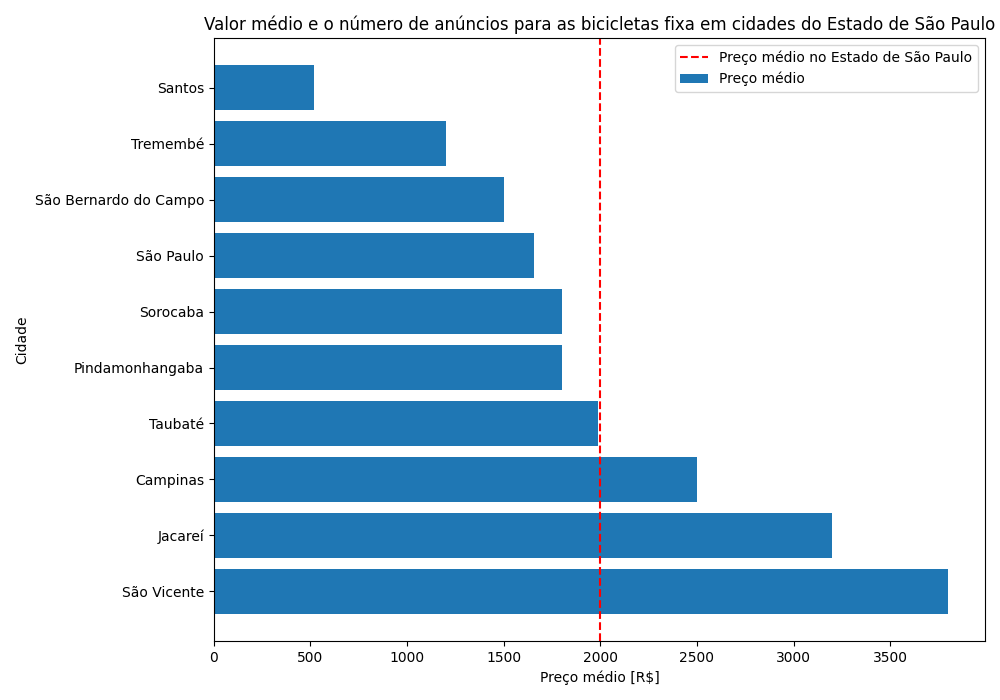 Valor médio e o número de anúncios para as bicicletas fixa em cidades do Estado de São Paulo
Preço médio no Estado de São Paulo
Preço médio
Cidade
Santos
Tremembé
São Bernardo do Campo
São Paulo
Sorocaba
Pindamonhangaba
Taubaté
Campinas
Jacareí
São Vicente
0 500 1000 1500 2000 2500 3000 3500
Preço médio [R$]